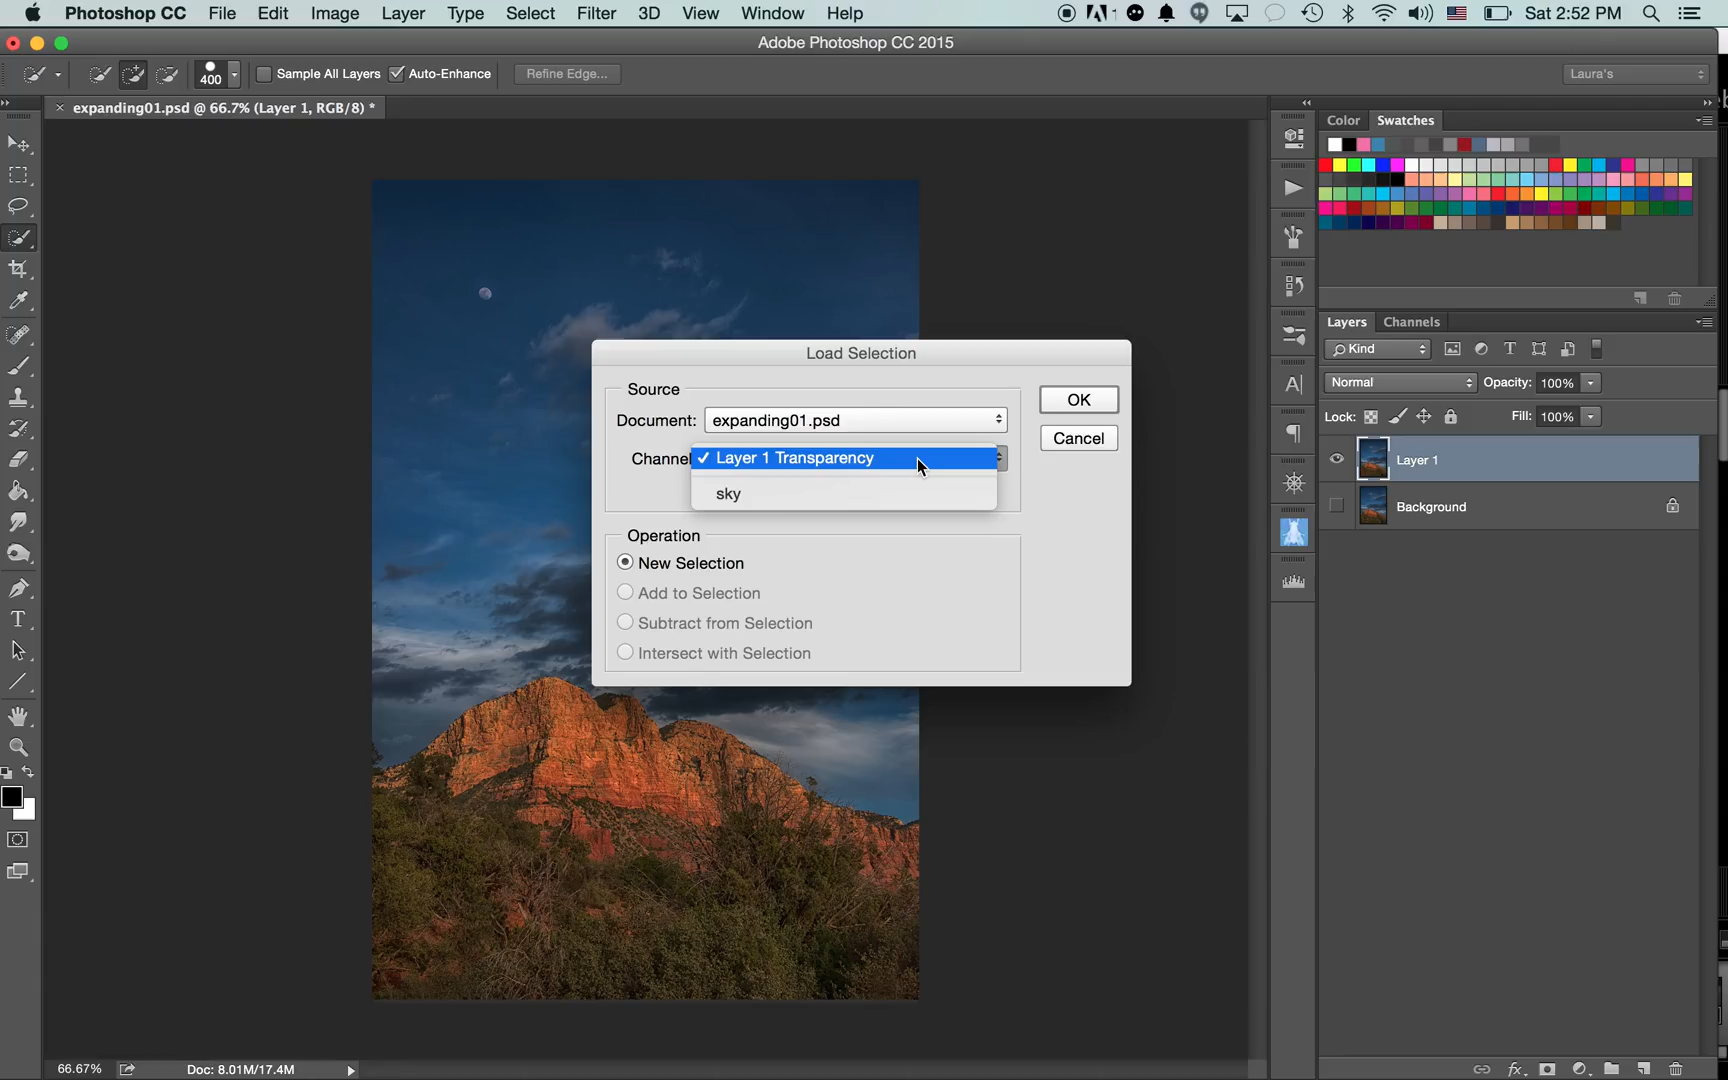 Photoshop CC File Edit Image Layer Type Select Filter 3D View Window Help Sat 2:52 PM
Adobe Photoshop CC 2015
400 Sample All Layers Auto-Enhance Refine Edge... Laura's
expanding01.psd @ 66.7% (Layer 1, RGB/8) *
Color Swatches
Layers Channels
Kind
Normal Opacity: 100%
Lock: Fill: 100%
Layer 1
Background
Load Selection
Source
Document: expanding01.psd
Channel Layer 1 Transparency
sky
OK
Cancel
Operation
New Selection
Add to Selection
Subtract from Selection
Intersect with Selection
66.67% Doc: 8.01M/17.4M